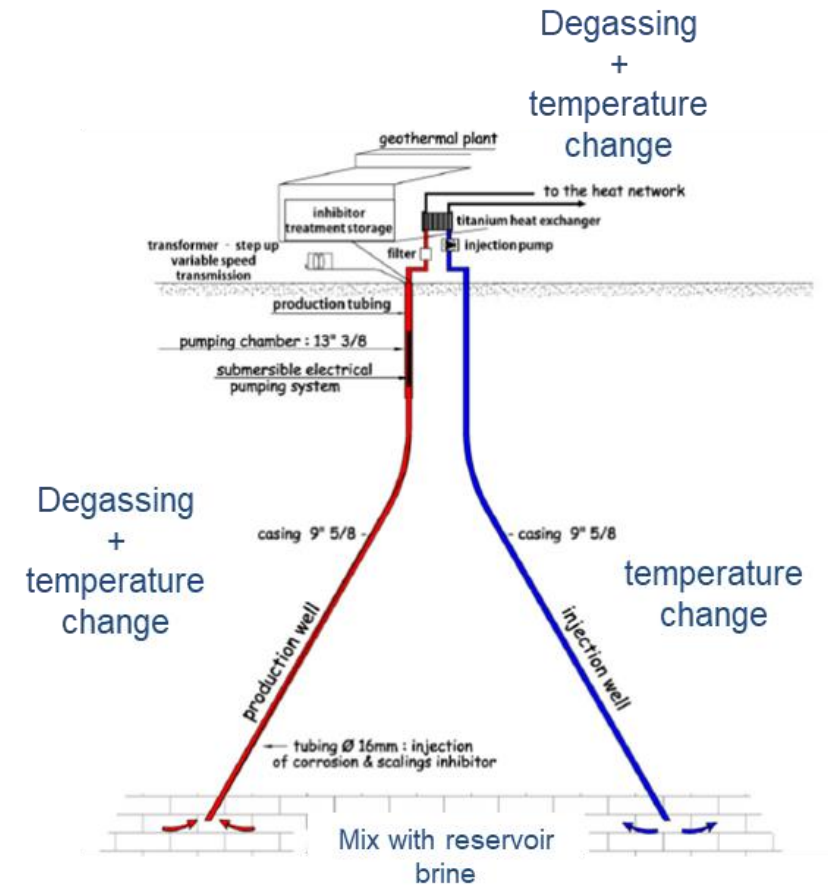 Degassing
+
temperature
change
geothermal plant
to the heat network
inhibitor
treatment storage
titanium heat exchanger
transformer - step up
variable speed
transmission
filter
injection pump
production tubing
pumping chamber : 13" 3/8
submersible electrical
pumping system
Degassing
+
temperature
change
casing 9" 5/8
casing 9" 5/8
temperature
change
production well
injection well
tubing Ø 16mm : injection
of corrosion & scalings inhibitor
Mix with reservoir
brine